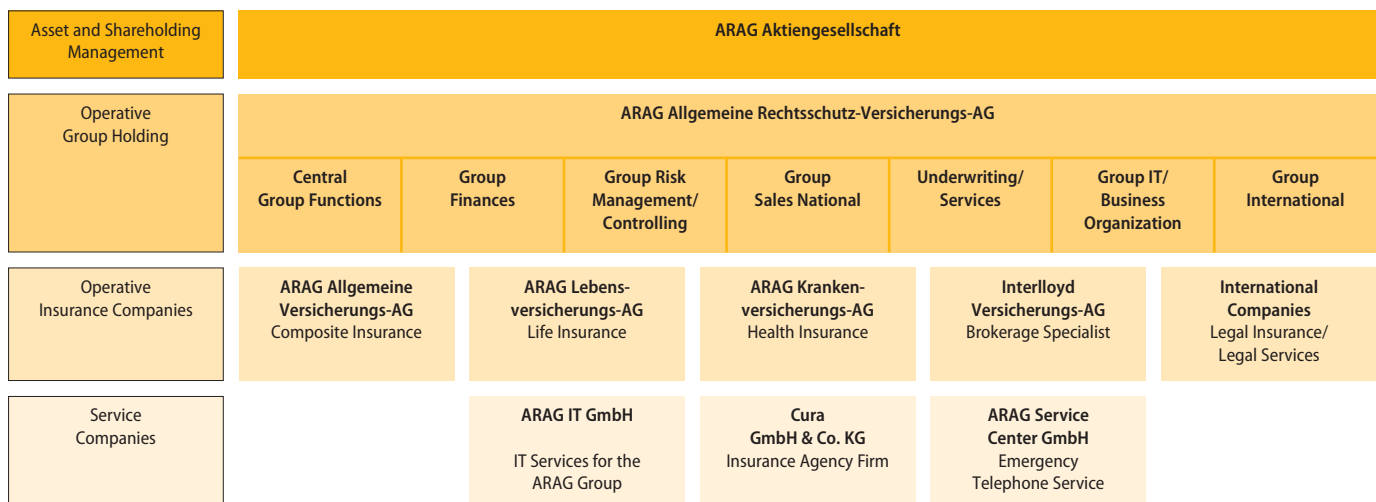 Asset and Shareholding
Management
ARAG Aktiengesellschaft
Operative
Group Holding
ARAG Allgemeine Rechtsschutz-Versicherungs-AG
Central
Group Functions
Group
Finances
Group Risk
Management/
Controlling
Group
Sales National
Underwriting/
Services
Group IT/
Business
Organization
Group
International
Operative
Insurance Companies
ARAG Allgemeine
Versicherungs-AG
Composite Insurance
ARAG Lebens-
versicherungs-AG
Life Insurance
ARAG Kranken-
versicherungs-AG
Health Insurance
Interlloyd
Versicherungs-AG
Brokerage Specialist
International
Companies
Legal Insurance/
Legal Services
Service
Companies
ARAG IT GmbH
IT Services for the
ARAG Group
Cura
GmbH & Co. KG
Insurance Agency Firm
ARAG Service
Center GmbH
Emergency
Telephone Service